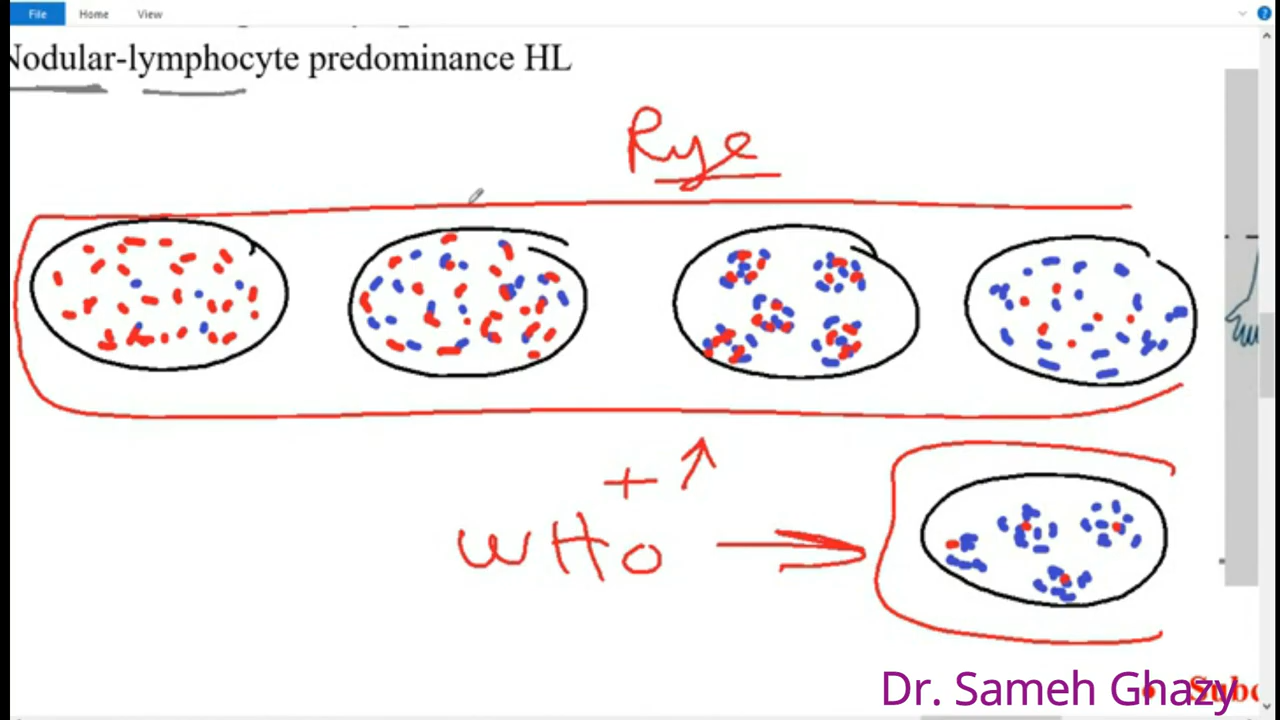 File Home View
Nodular-lymphocyte predominance HL
Rye
+
WHO
Dr. Sameh Ghazy